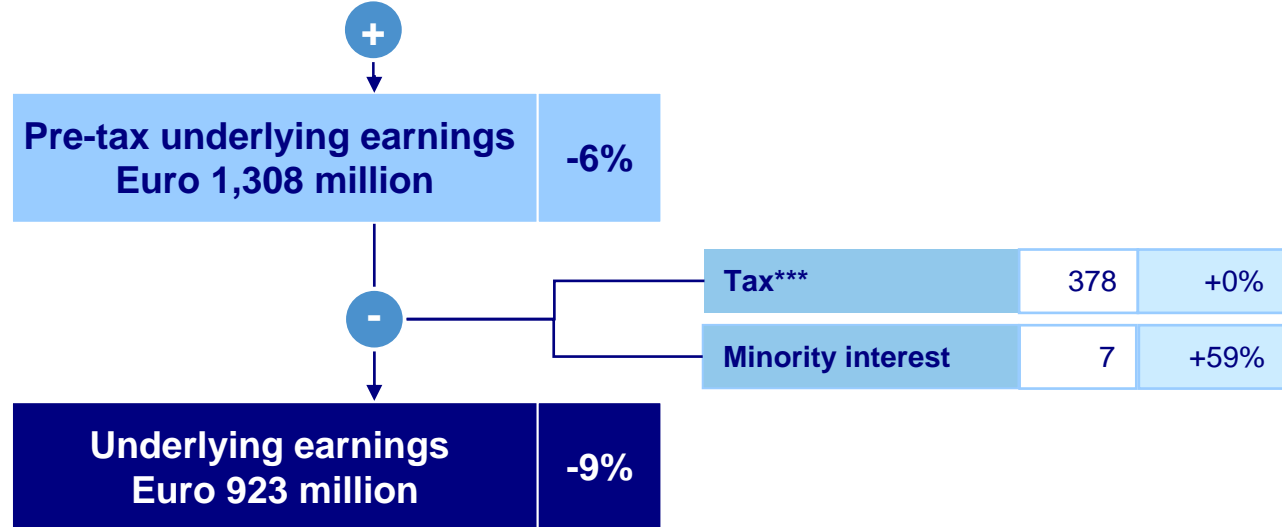 +
Pre-tax underlying earnings
Euro 1,308 million
-6%
Tax*** 378 +0%
-
Minority interest 7 +59%
Underlying earnings
Euro 923 million
-9%